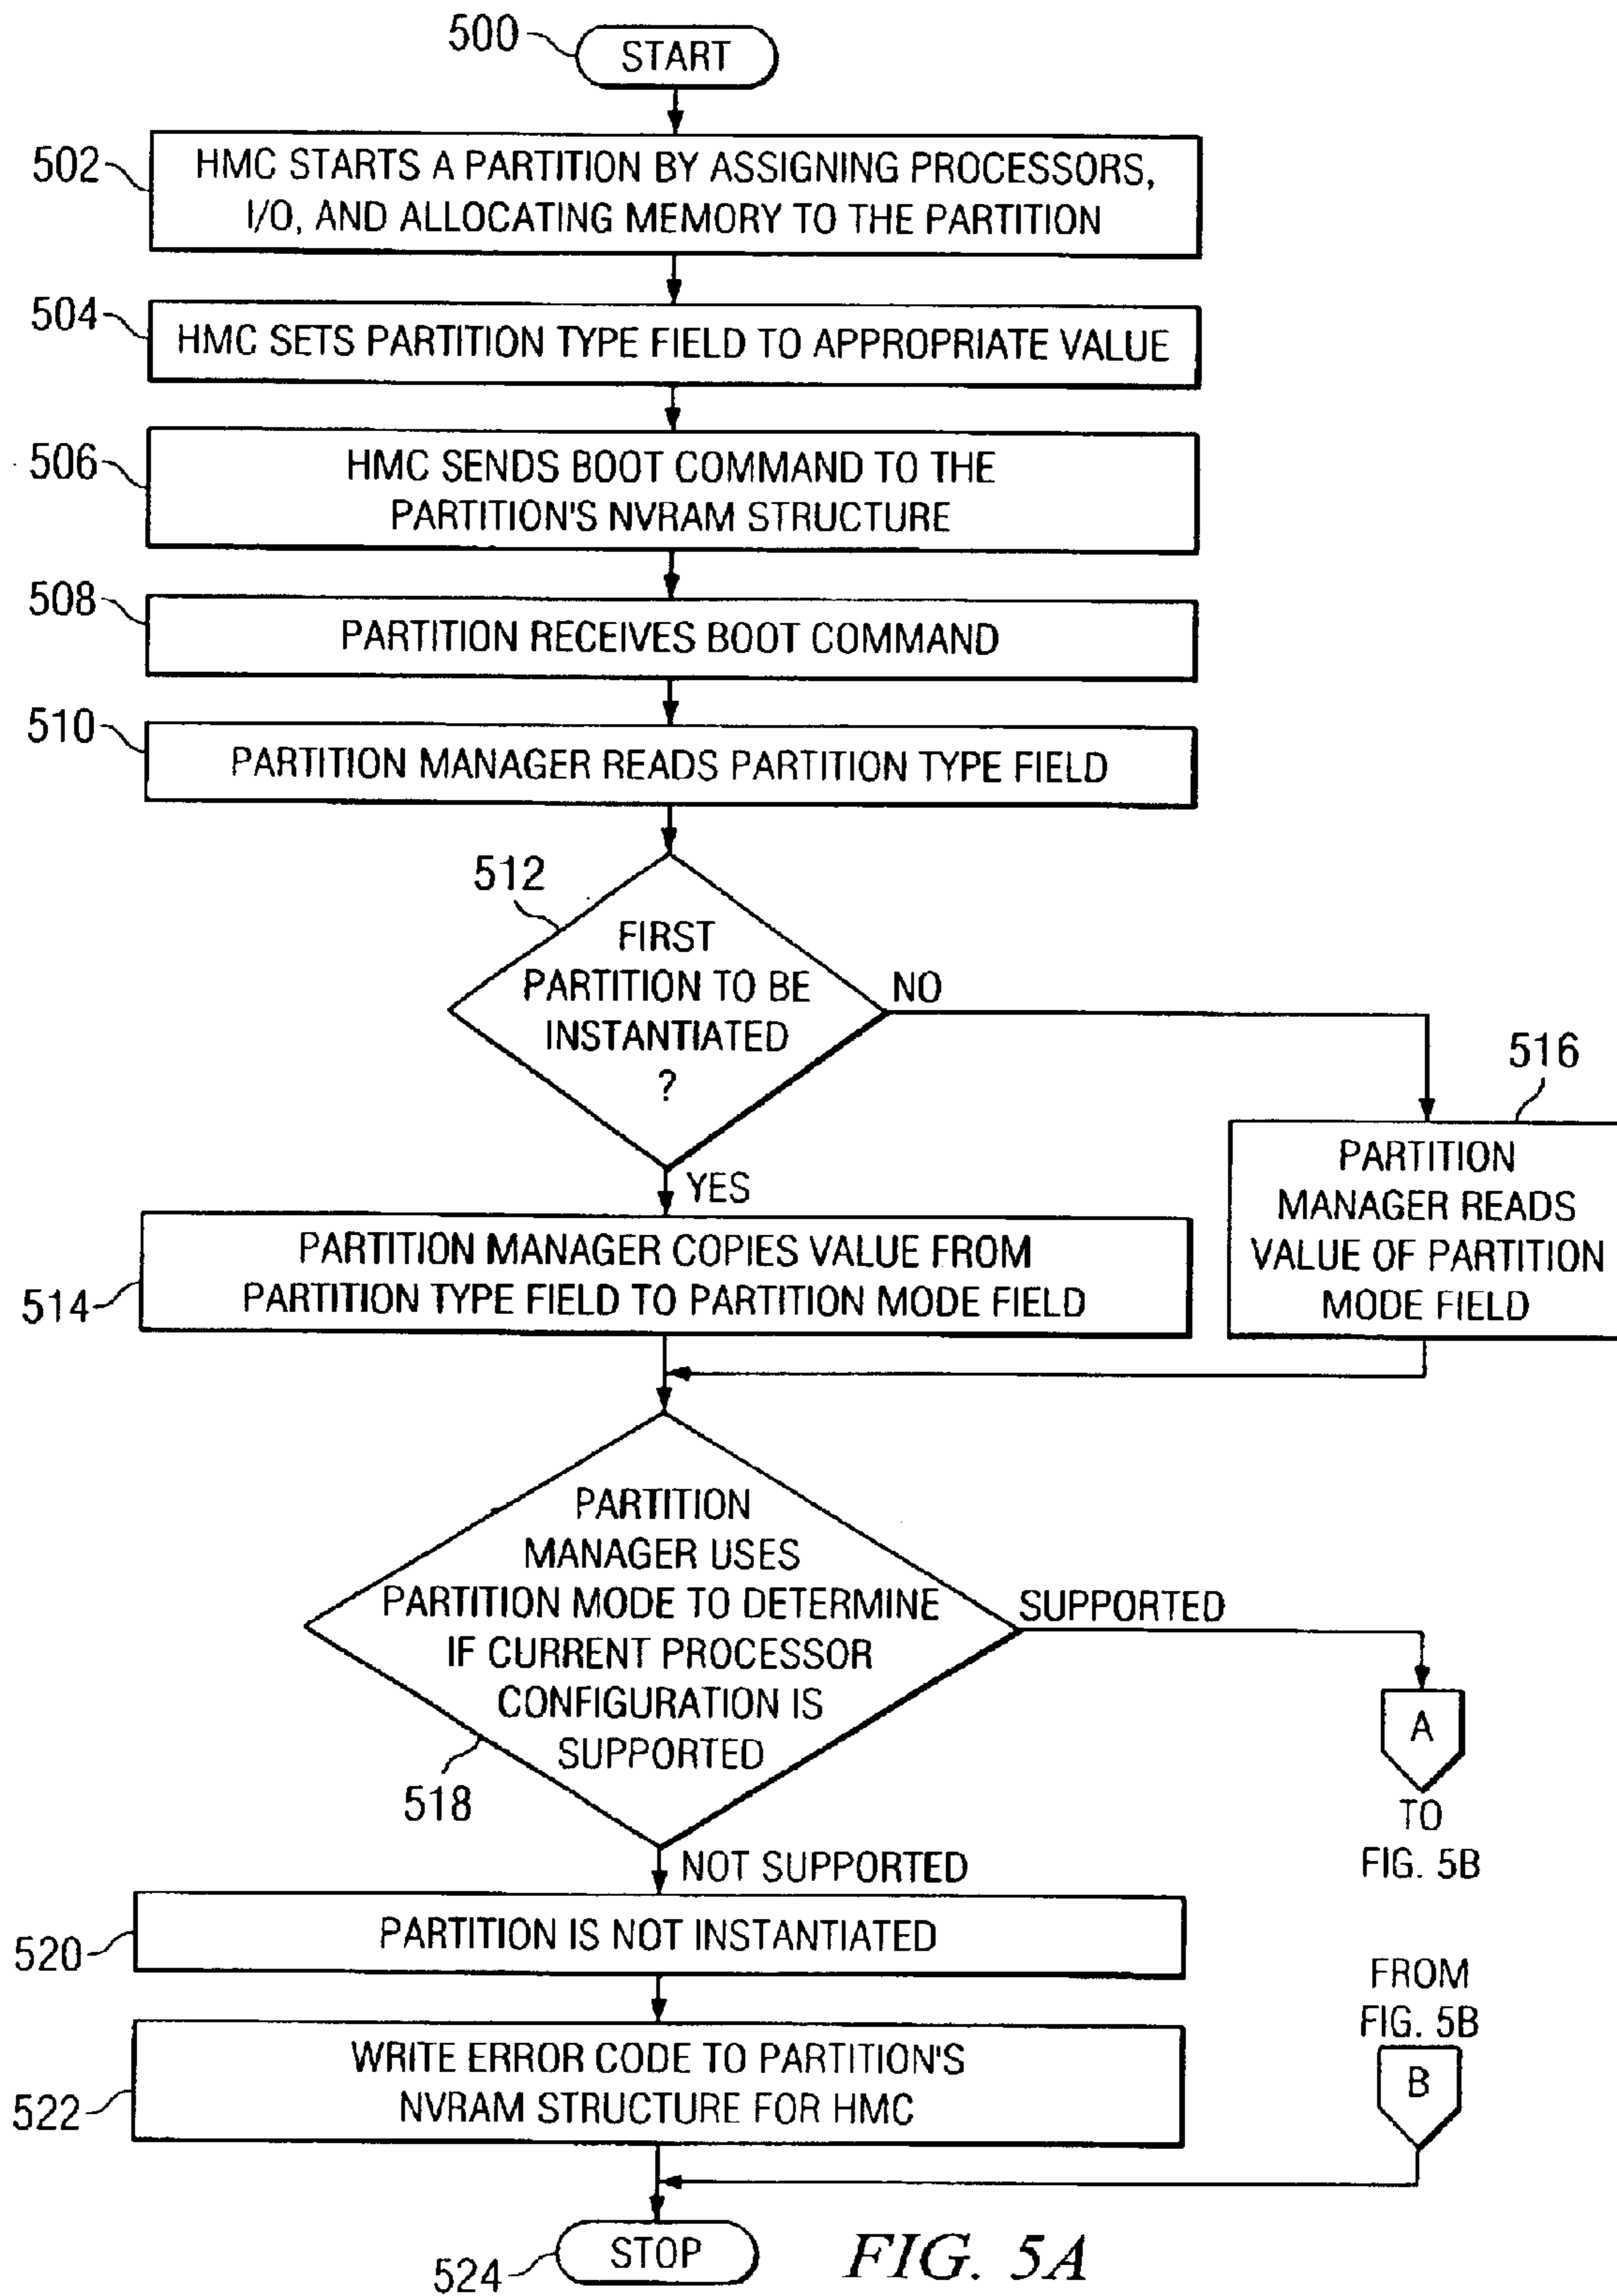 500
START
502
HMC STARTS A PARTITION BY ASSIGNING PROCESSORS,
I/O, AND ALLOCATING MEMORY TO THE PARTITION
504
HMC SETS PARTITION TYPE FIELD TO APPROPRIATE VALUE
506
HMC SENDS BOOT COMMAND TO THE
PARTITION'S NVRAM STRUCTURE
508
PARTITION RECEIVES BOOT COMMAND
510
PARTITION MANAGER READS PARTITION TYPE FIELD
512
FIRST
PARTITION TO BE
INSTANTIATED
?
NO
YES
516
PARTITION
MANAGER READS
VALUE OF PARTITION
MODE FIELD
514
PARTITION MANAGER COPIES VALUE FROM
PARTITION TYPE FIELD TO PARTITION MODE FIELD
PARTITION
MANAGER USES
PARTITION MODE TO DETERMINE
IF CURRENT PROCESSOR
CONFIGURATION IS
SUPPORTED
518
SUPPORTED
A
TO
FIG. 5B
NOT SUPPORTED
520
PARTITION IS NOT INSTANTIATED
522
WRITE ERROR CODE TO PARTITION'S
NVRAM STRUCTURE FOR HMC
FROM
FIG. 5B
B
524
STOP
FIG. 5A